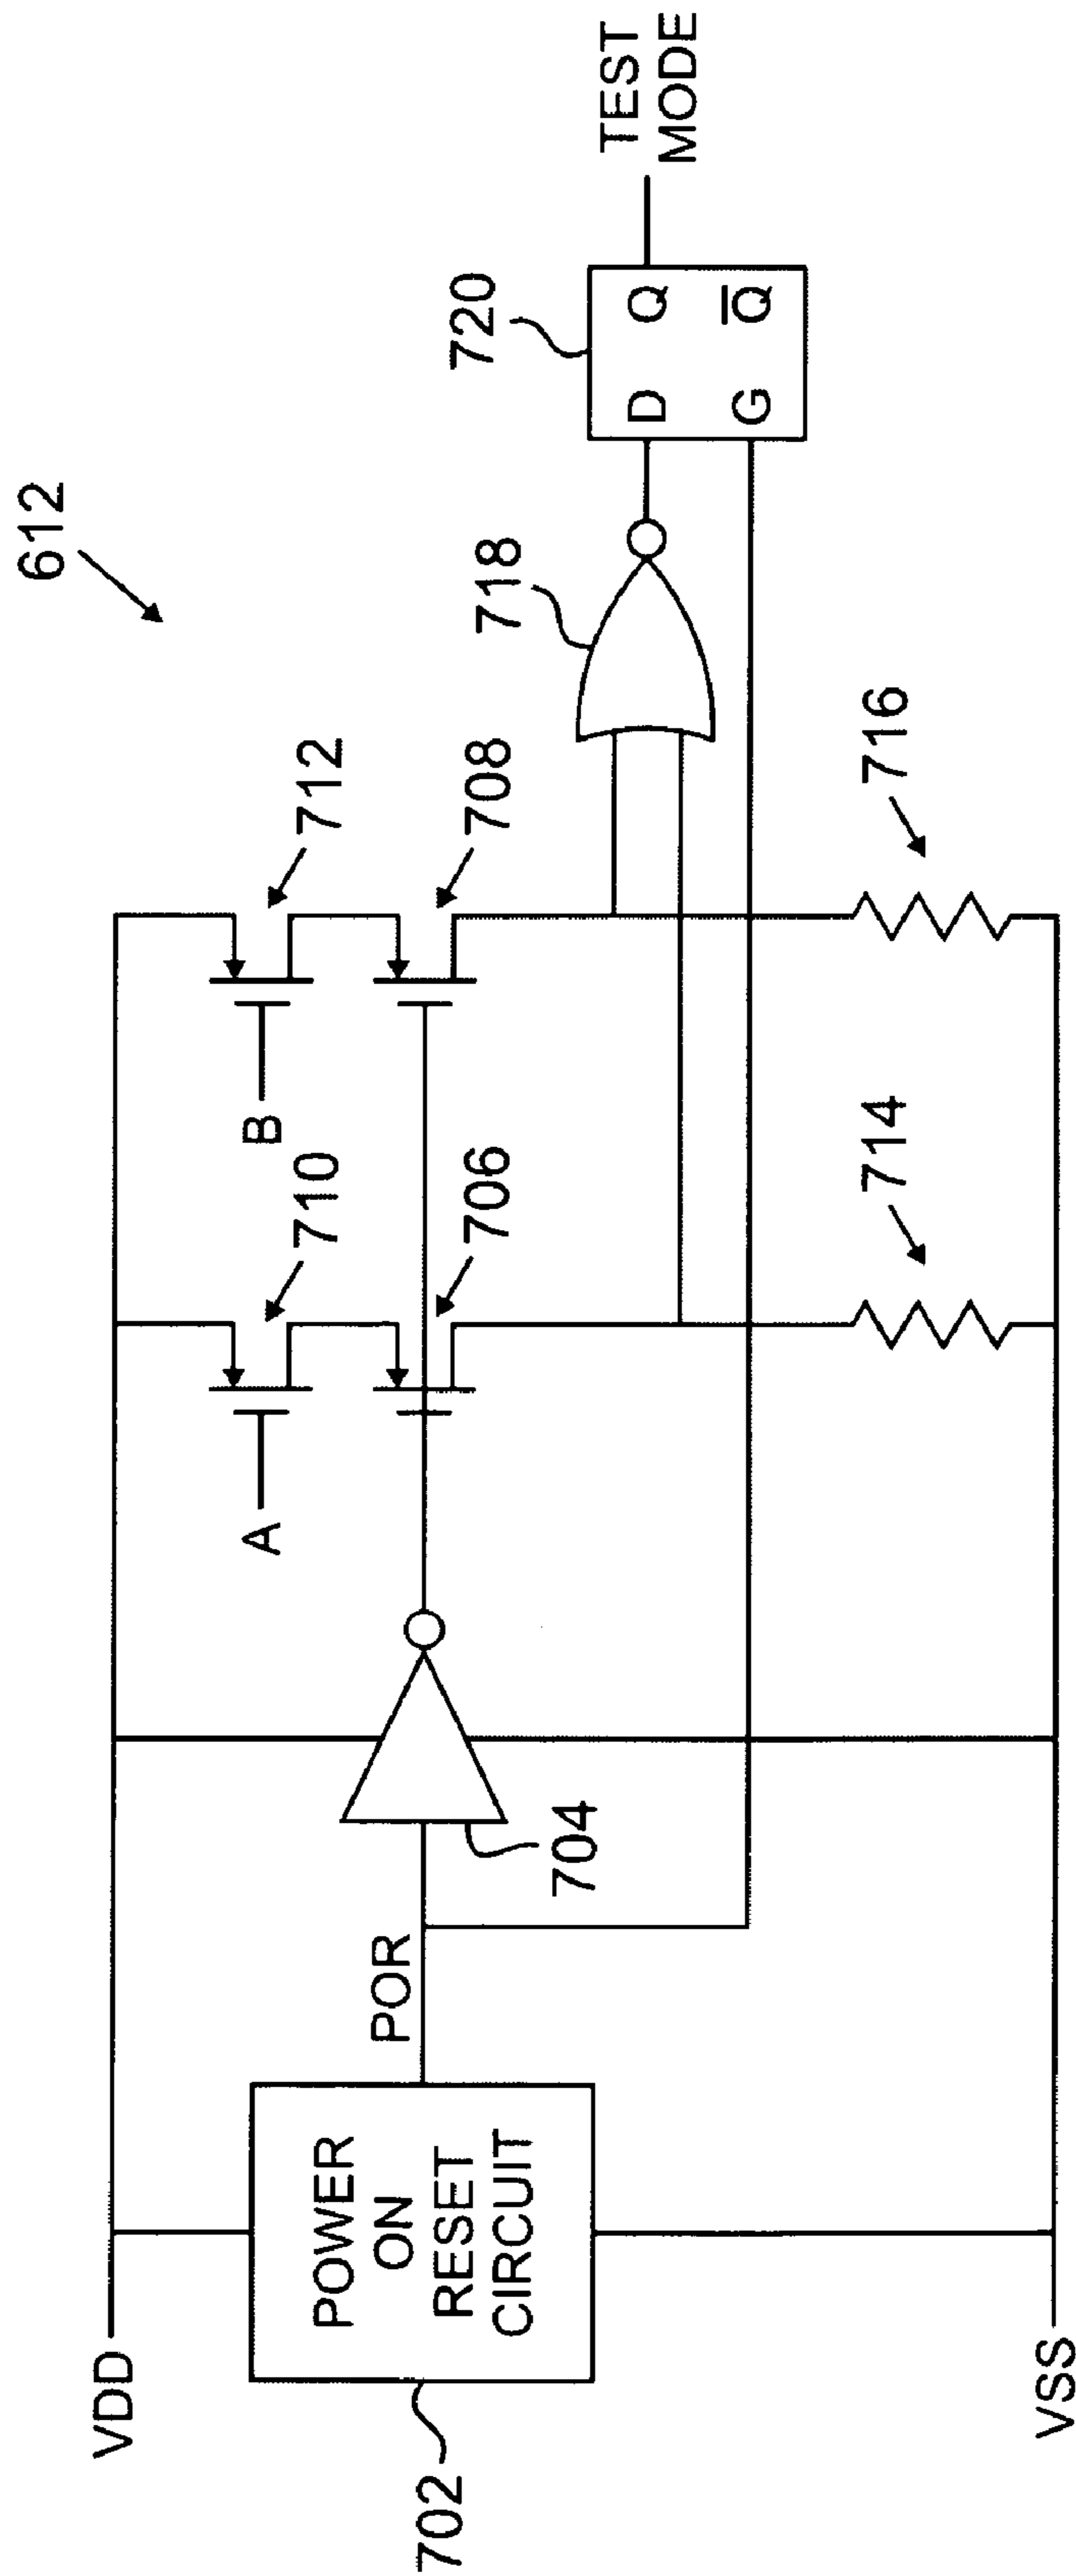 612
VDD
710
712
A
B
706
708
POWER
ON
RESET
CIRCUIT
702
POR
704
718
720
D
Q
G
Q̅
TEST
MODE
714
716
VSS